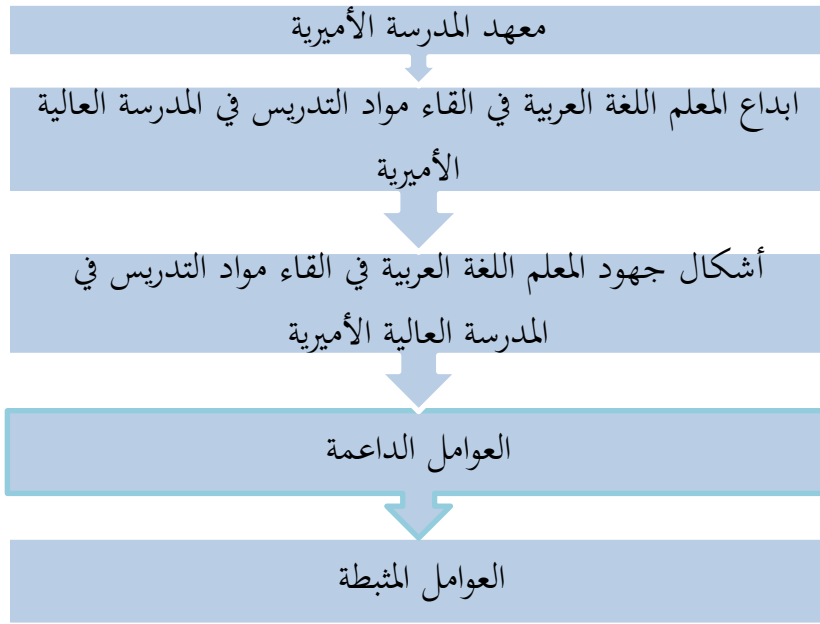 معهد المدرسة الأميرية
ابداع المعلم اللغة العربية في القاء مواد التدريس في المدرسة العالية
الأميرية
أشكال جهود المعلم اللغة العربية في القاء مواد التدريس في
المدرسة العالية الأميرية
العوامل الداعمة
العوامل المثبطة